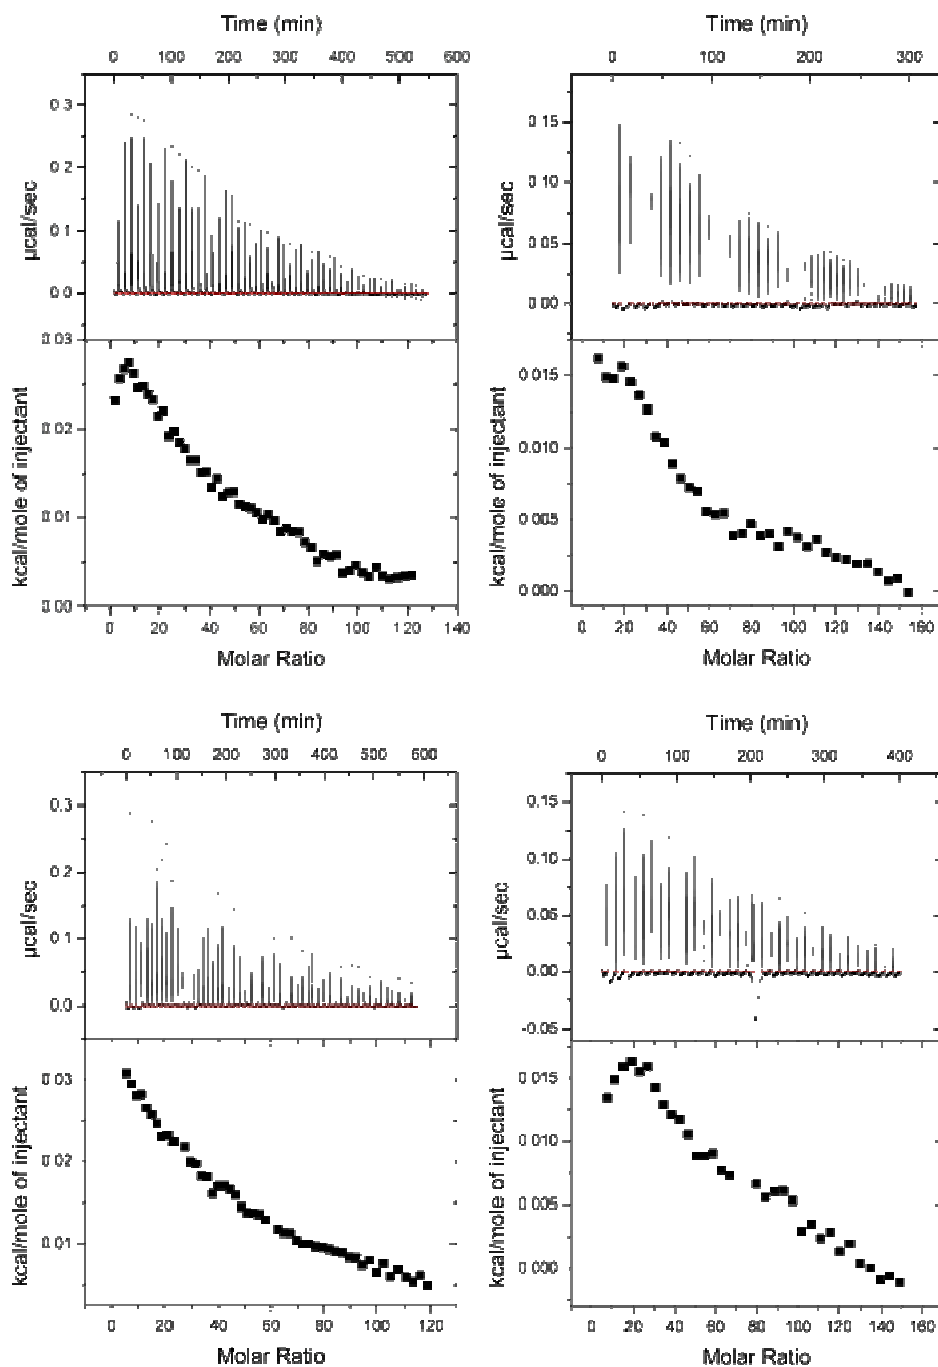 Time (min)
0 100 200 300 400 500 600
0.3
0.2
0.1
0.0
µcal/sec
0.03
0.02
0.01
0.00
kcal/mole of injectant
0 20 40 60 80 100 120 140
Molar Ratio
Time (min)
0 100 200 300
0.15
0.10
0.05
0.00
µcal/sec
0.015
0.010
0.005
0.000
kcal/mole of injectant
0 20 40 60 80 100 120 140 160
Molar Ratio
Time (min)
0 100 200 300 400 500 600
0.3
0.2
0.1
0.0
µcal/sec
0.03
0.02
0.01
kcal/mole of injectant
0 20 40 60 80 100 120
Molar Ratio
Time (min)
0 100 200 300 400
0.15
0.10
0.05
0.00
-0.05
µcal/sec
0.015
0.010
0.005
0.000
kcal/mole of injectant
0 20 40 60 80 100 120 140 160
Molar Ratio